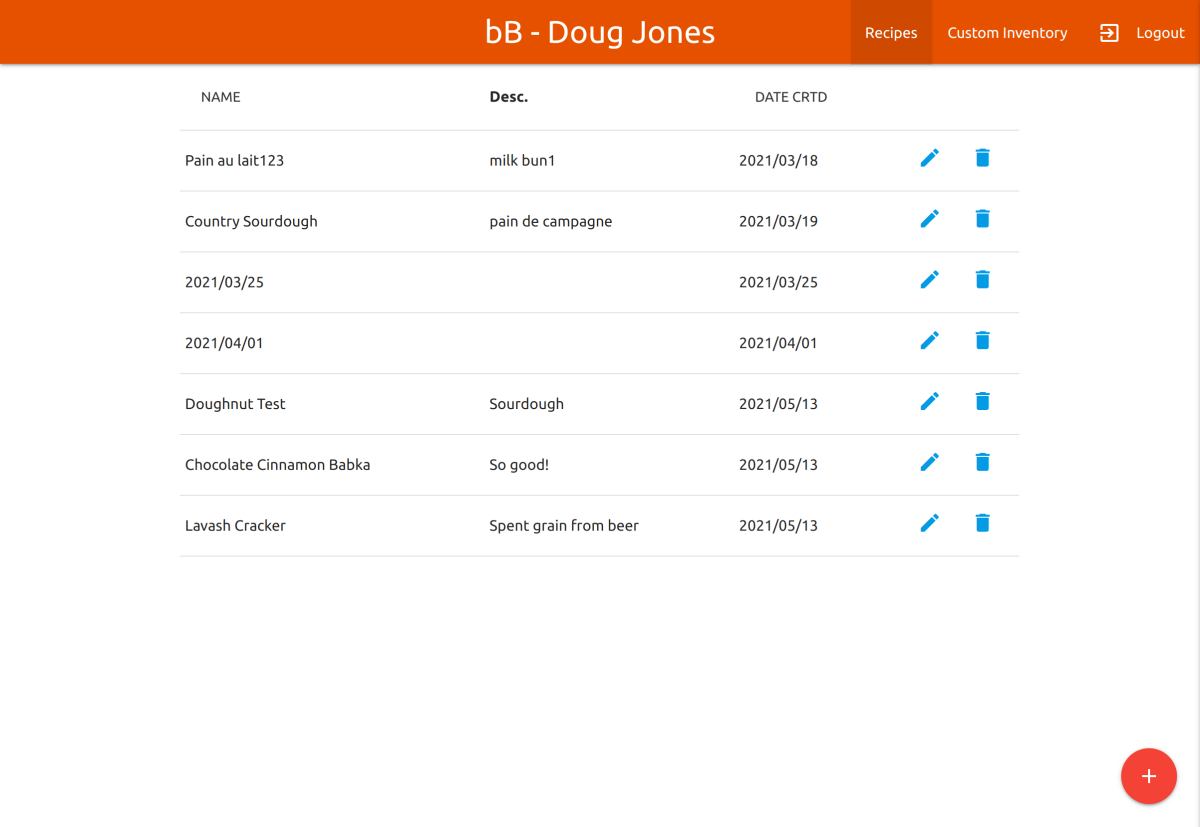 bB - Doug Jones Recipes Custom Inventory Logout
NAME Desc. DATE CRTD
Pain au lait123 milk bun1 2021/03/18
Country Sourdough pain de campagne 2021/03/19
2021/03/25 2021/03/25
2021/04/01 2021/04/01
Doughnut Test Sourdough 2021/05/13
Chocolate Cinnamon Babka So good! 2021/05/13
Lavash Cracker Spent grain from beer 2021/05/13
+